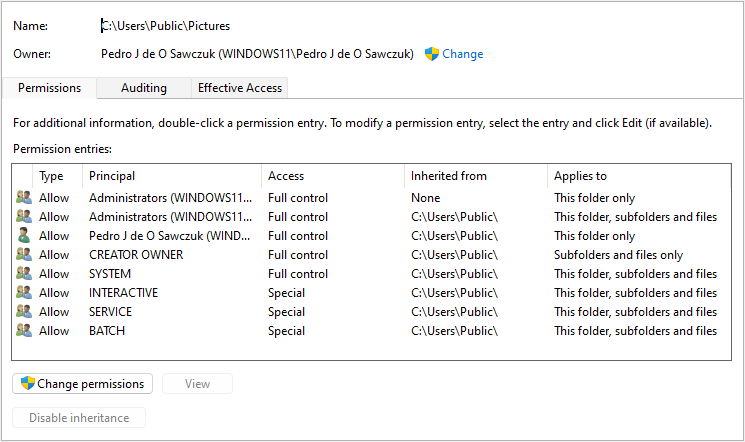 Name: C:\Users\Public\Pictures
Owner: Pedro J de O Sawczuk (WINDOWS11\Pedro J de O Sawczuk) Change
Permissions Auditing Effective Access
For additional information, double-click a permission entry. To modify a permission entry, select the entry and click Edit (if available).
Permission entries:
Type Principal Access Inherited from Applies to
Allow Administrators (WINDOWS11... Full control None This folder only
Allow Administrators (WINDOWS11... Full control C:\Users\Public\ This folder, subfolders and files
Allow Pedro J de O Sawczuk (WIND... Full control C:\Users\Public\ This folder only
Allow CREATOR OWNER Full control C:\Users\Public\ Subfolders and files only
Allow SYSTEM Full control C:\Users\Public\ This folder, subfolders and files
Allow INTERACTIVE Special C:\Users\Public\ This folder, subfolders and files
Allow SERVICE Special C:\Users\Public\ This folder, subfolders and files
Allow BATCH Special C:\Users\Public\ This folder, subfolders and files
Change permissions View
Disable inheritance